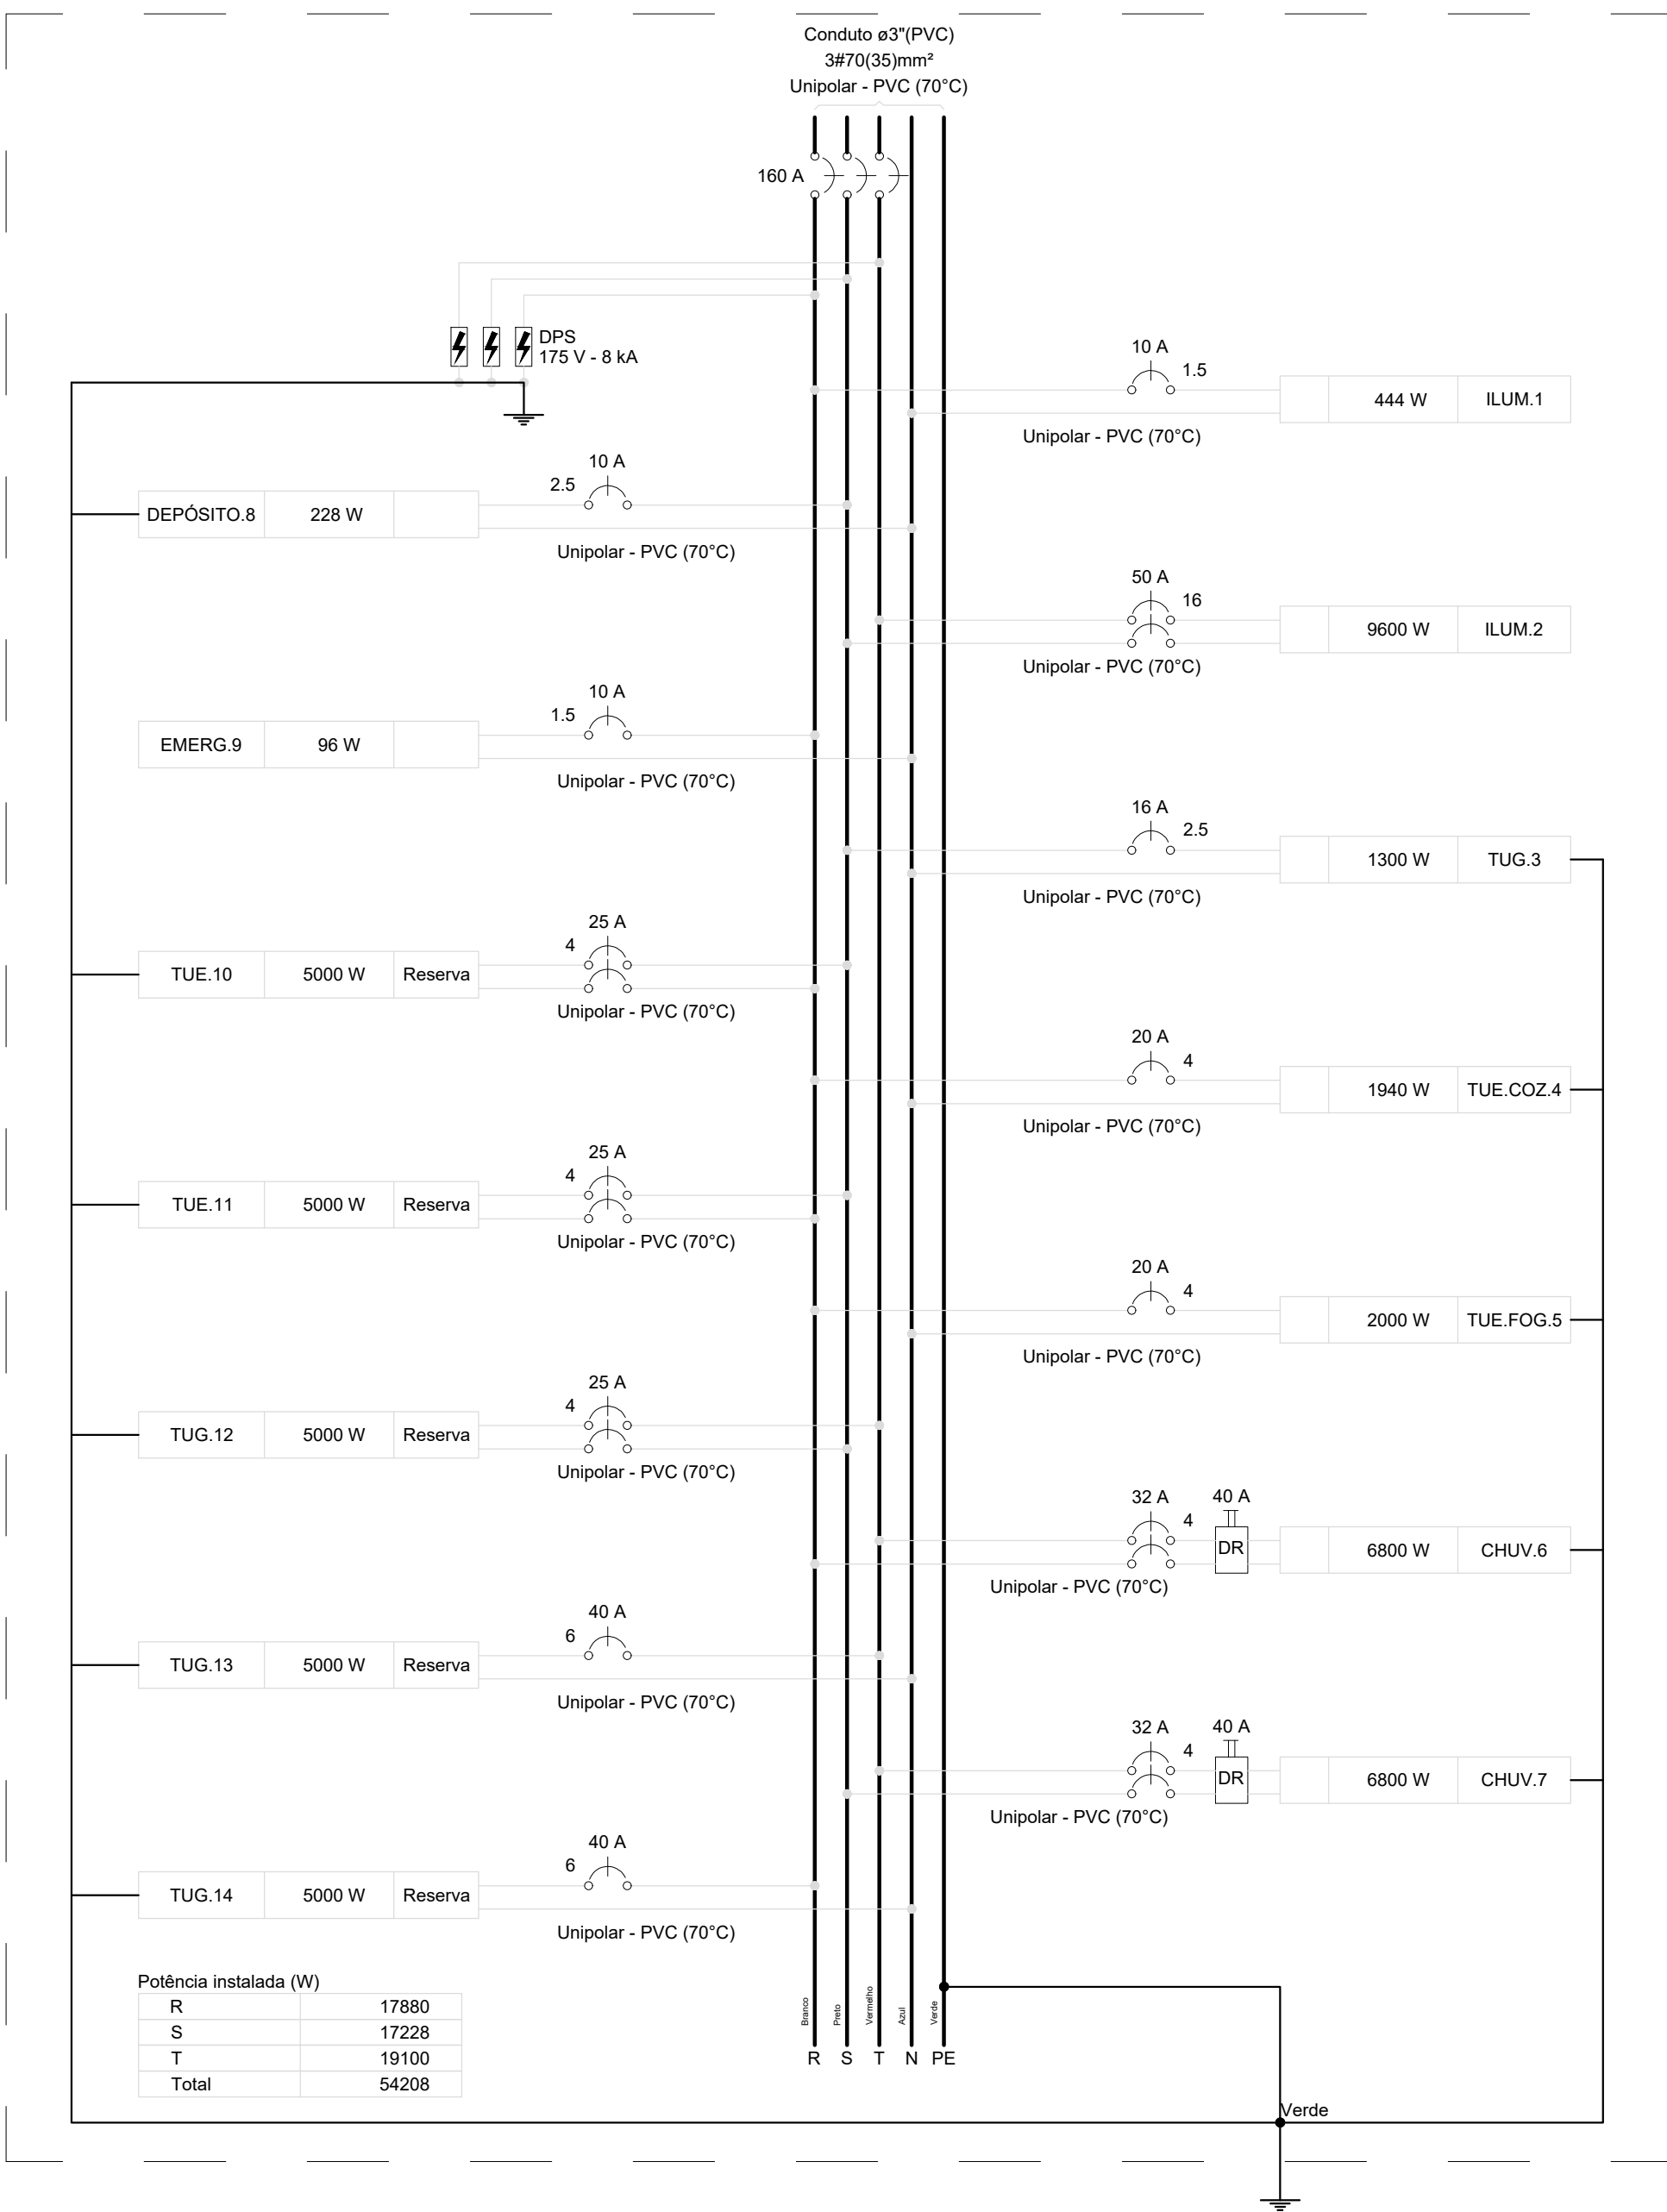 Conduto ø3"(PVC)
3#70(35)mm²
Unipolar - PVC (70°C)
160 A
DPS
175 V - 8 kA
10 A
1.5
444 W ILUM.1
Unipolar - PVC (70°C)
10 A
2.5
DEPÓSITO.8 228 W
Unipolar - PVC (70°C)
50 A
16
9600 W ILUM.2
Unipolar - PVC (70°C)
10 A
1.5
EMERG.9 96 W
Unipolar - PVC (70°C)
16 A
2.5
1300 W TUG.3
Unipolar - PVC (70°C)
25 A
4
TUE.10 5000 W Reserva
Unipolar - PVC (70°C)
20 A
4
1940 W TUE.COZ.4
Unipolar - PVC (70°C)
25 A
4
TUE.11 5000 W Reserva
Unipolar - PVC (70°C)
20 A
4
2000 W TUE.FOG.5
Unipolar - PVC (70°C)
25 A
4
TUG.12 5000 W Reserva
Unipolar - PVC (70°C)
32 A 40 A
4
DR
6800 W CHUV.6
Unipolar - PVC (70°C)
40 A
6
TUG.13 5000 W Reserva
Unipolar - PVC (70°C)
32 A 40 A
4
DR
6800 W CHUV.7
Unipolar - PVC (70°C)
40 A
6
TUG.14 5000 W Reserva
Unipolar - PVC (70°C)
Potência instalada (W)
R 17880
S 17228
T 19100
Total 54208
Branco
Preto
Vermelho
Azul
Verde
R S T N PE
Verde